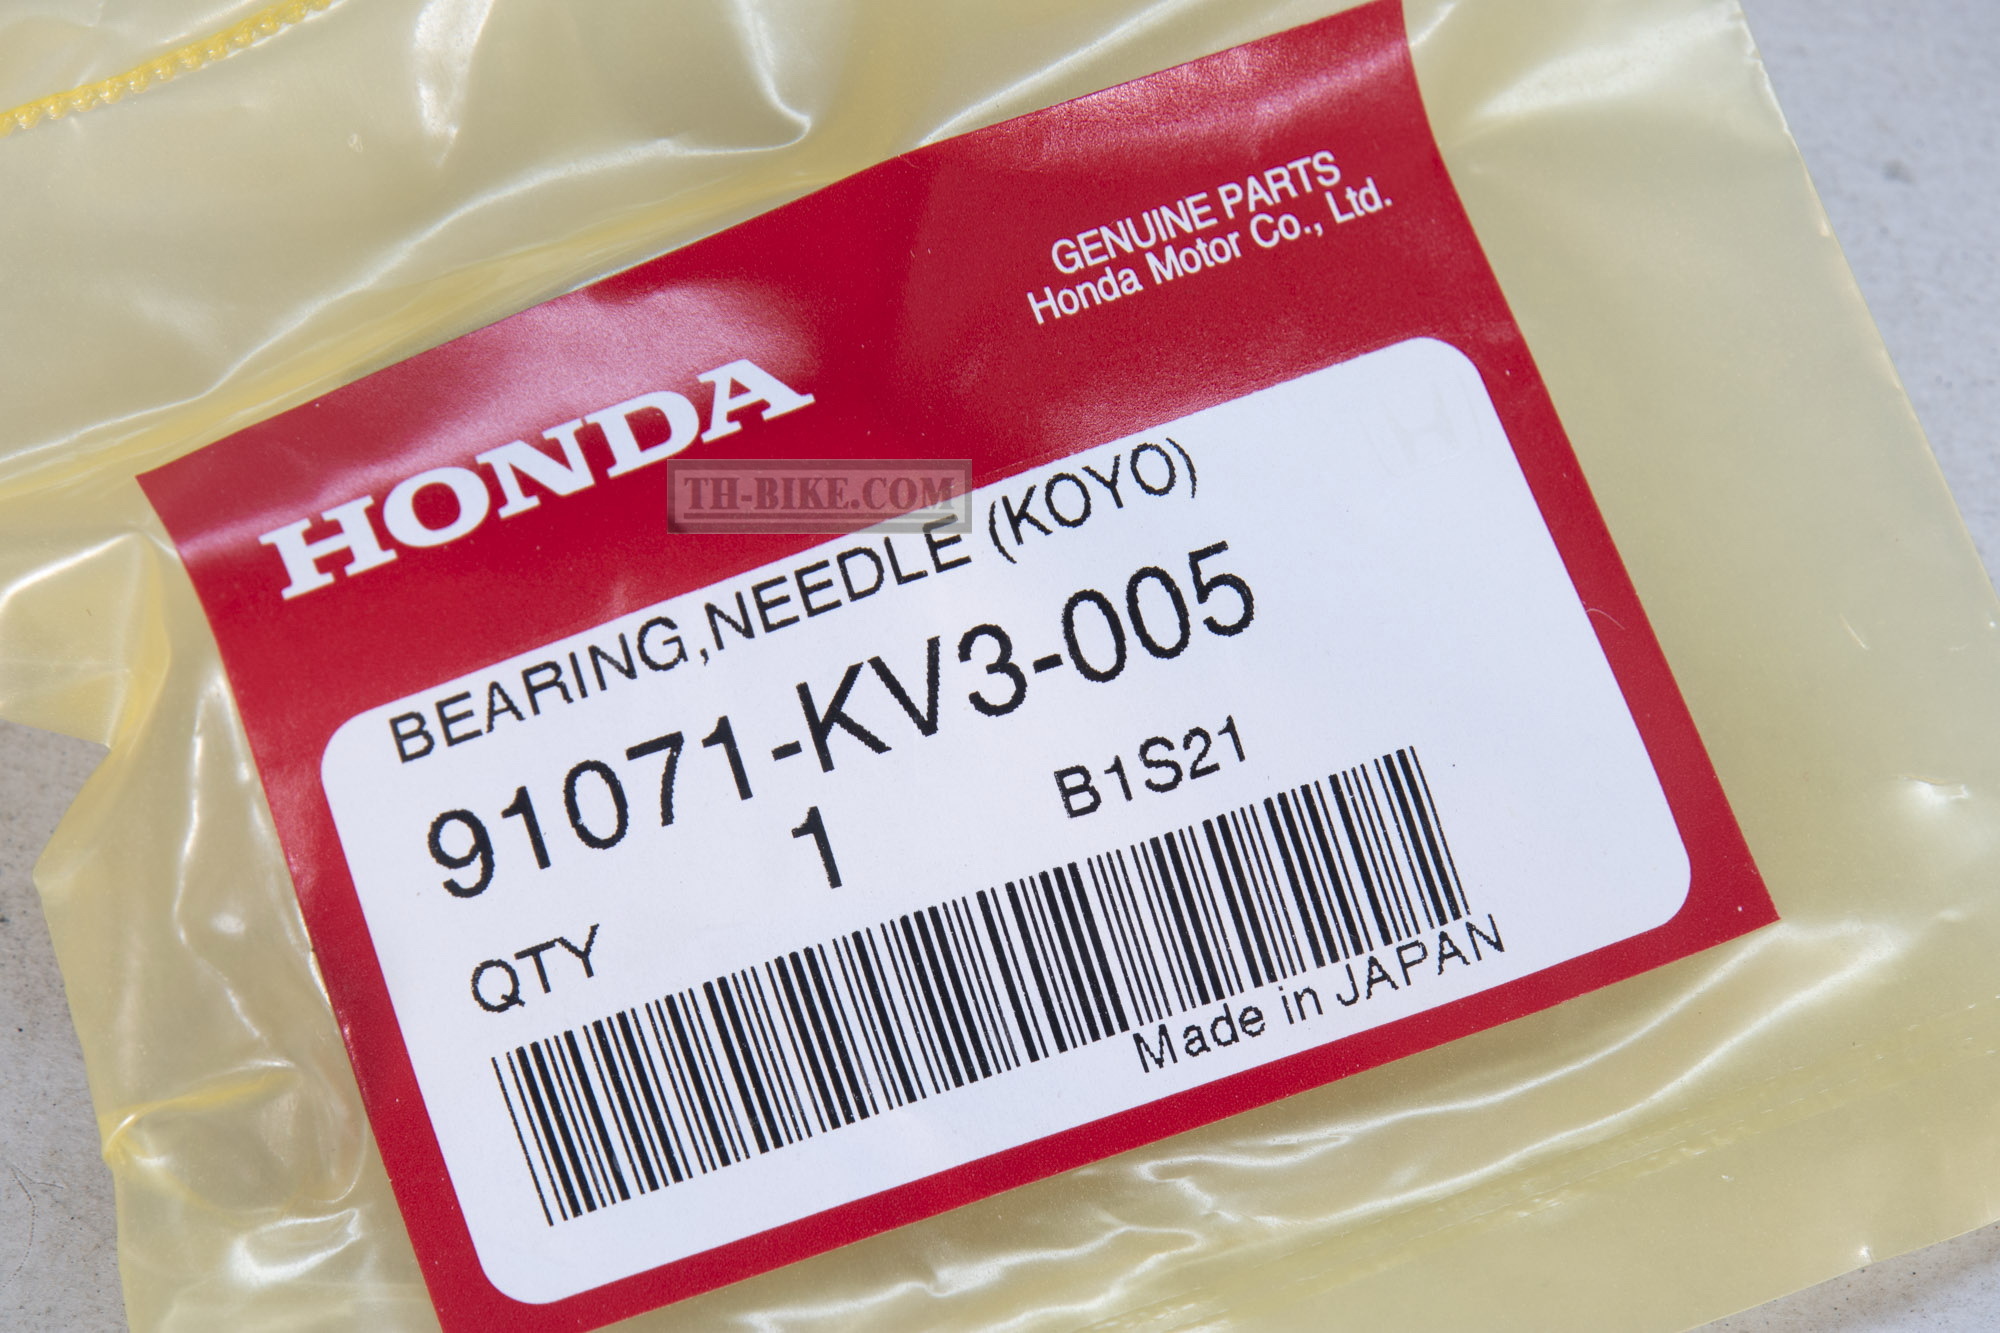 GENUINE PARTS
Honda Motor Co., Ltd.
HONDA
TH-BIKE.COM
BEARING,NEEDLE (KOYO)
91071-KV3-005
1 B1S21
QTY
Made in JAPAN